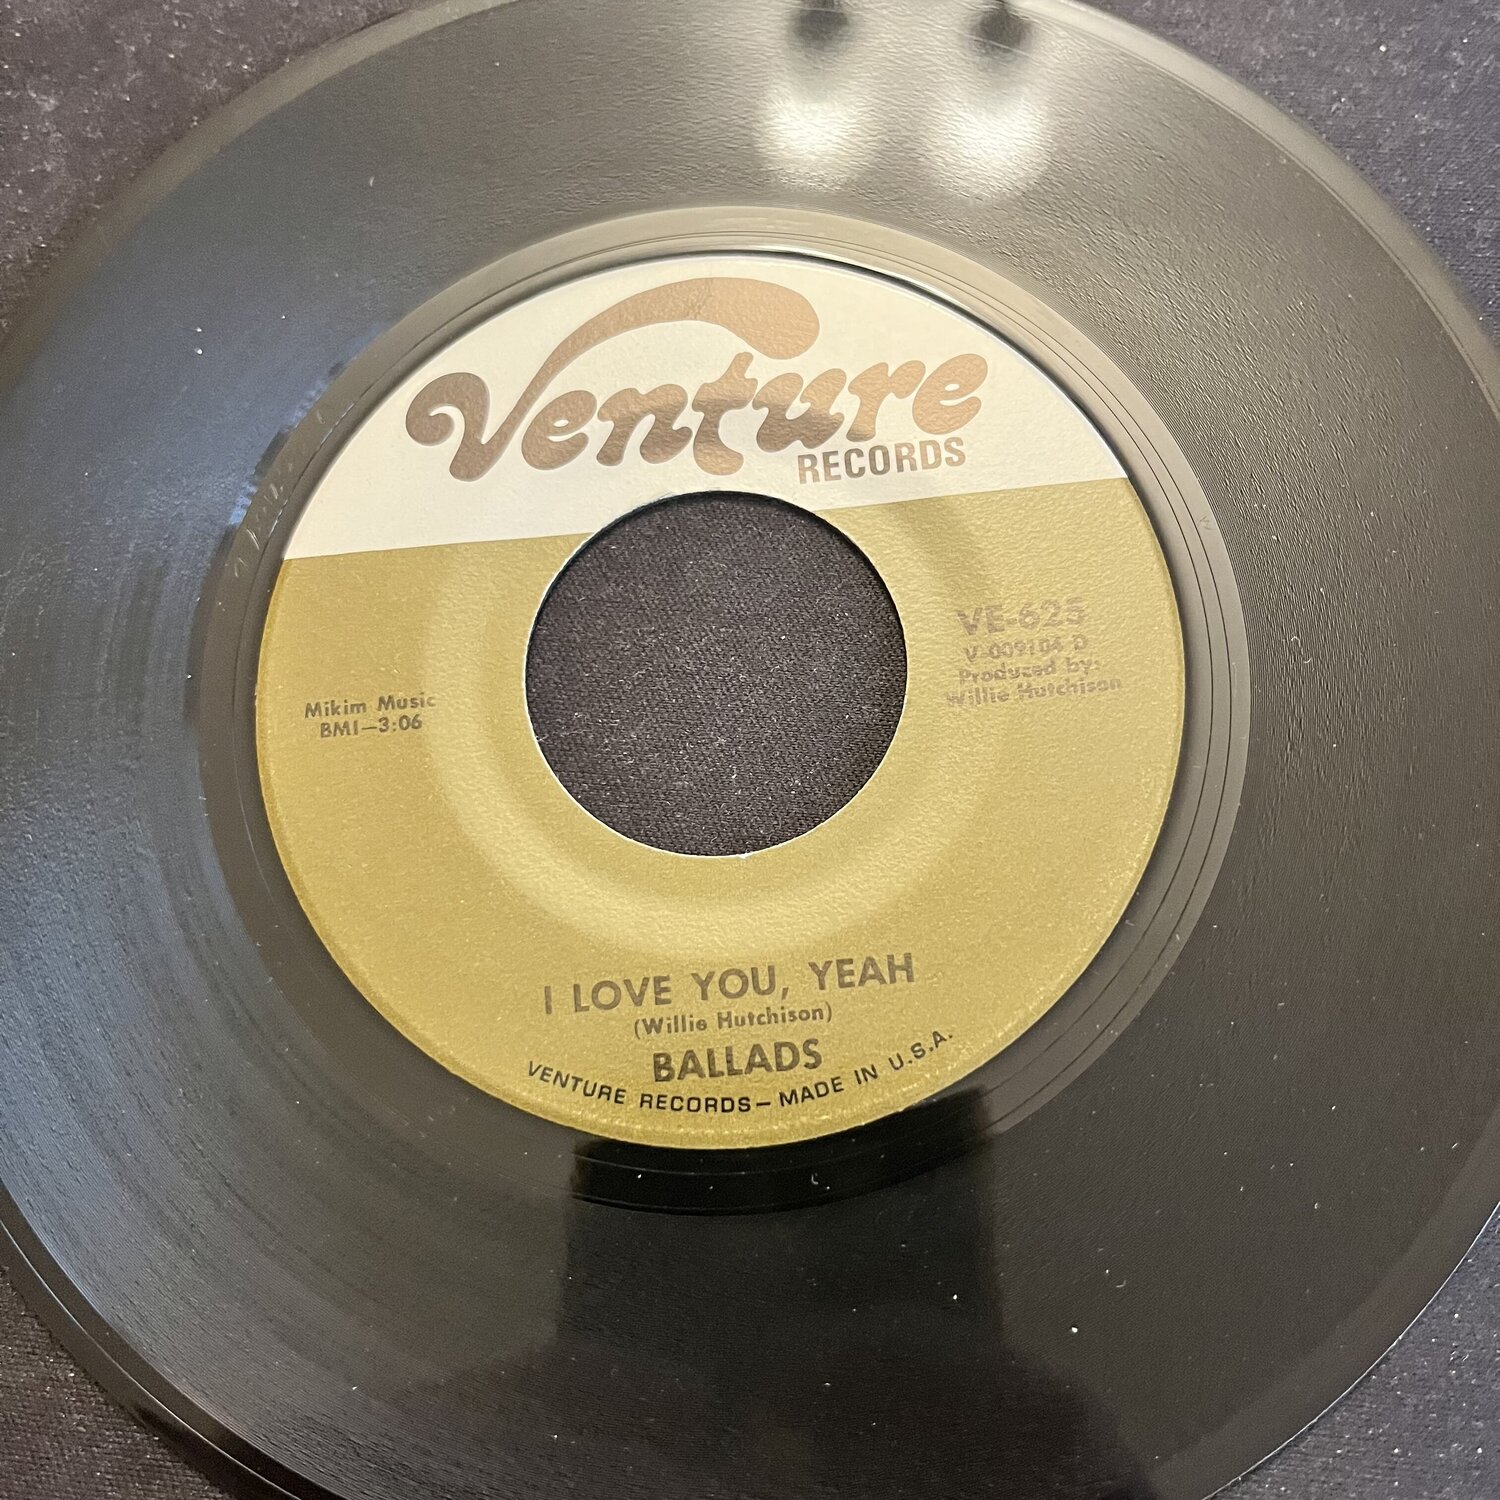 Venture
RECORDS
VE-625
V 009104 D
Produced by:
Willie Hutchison
Mikim Music
BMI—3:06
I LOVE YOU, YEAH
(Willie Hutchison)
BALLADS
VENTURE RECORDS — MADE IN U.S.A.